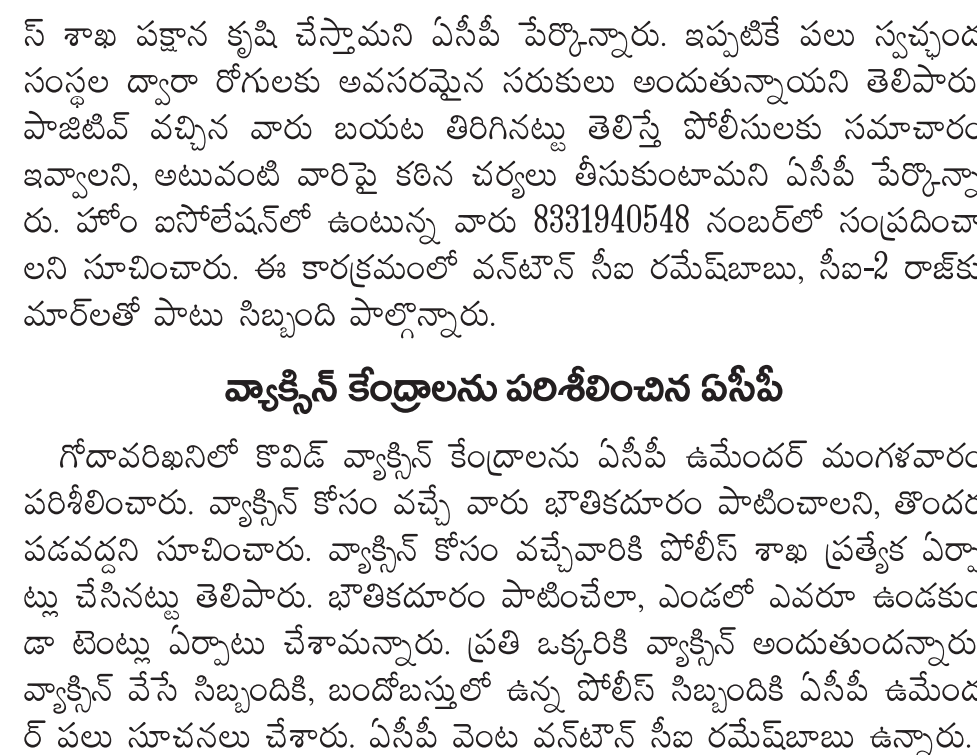 స్ శాఖ పక్షాన కృషి చేస్తామని ఏసీపీ పేర్కొన్నారు. ఇప్పటికే పలు స్వచ్ఛంద
సంస్థల ద్వారా రోగులకు అవసరమైన సరుకులు అందుతున్నాయని తెలిపారు
పాజిటివ్ వచ్చిన వారు బయట తిరిగినట్టు తెలిస్తే పోలీసులకు సమాచారం
ఇవ్వాలని, అటువంటి వారిపై కఠిన చర్యలు తీసుకుంటామని ఏసీపీ పేర్కొన్నా
రు. హోం ఐసోలేషన్‌లో ఉంటున్న వారు 8331940548 నంబర్‌లో సంప్రదించా
లని సూచించారు. ఈ కార్యక్రమంలో వన్‌టౌన్ సీఐ రమేష్‌బాబు, సీఐ-2 రాజ్‌కు
మార్‌లతో పాటు సిబ్బంది పాల్గొన్నారు.
వ్యాక్సిన్ కేంద్రాలను పరిశీలించిన ఏసీపీ
గోదావరిఖనిలో కొవిడ్ వ్యాక్సిన్ కేంద్రాలను ఏసీపీ ఉమేందర్ మంగళవారం
పరిశీలించారు. వ్యాక్సిన్ కోసం వచ్చే వారు భౌతికదూరం పాటించాలని, తొందర
పడవద్దని సూచించారు. వ్యాక్సిన్ కోసం వచ్చేవారికి పోలీస్ శాఖ ప్రత్యేక ఏర్పా
ట్లు చేసినట్టు తెలిపారు. భౌతికదూరం పాటించేలా, ఎండలో ఎవరూ ఉండకుం
డా టెంట్లు ఏర్పాటు చేశామన్నారు. ప్రతి ఒక్కరికి వ్యాక్సిన్ అందుతుందన్నారు
వ్యాక్సిన్ వేసే సిబ్బందికి, బందోబస్తులో ఉన్న పోలీస్ సిబ్బందికి ఏసీపీ ఉమేంద
ర్ పలు సూచనలు చేశారు. ఏసీపీ వెంట వన్‌టౌన్ సీఐ రమేష్‌బాబు ఉన్నారు.